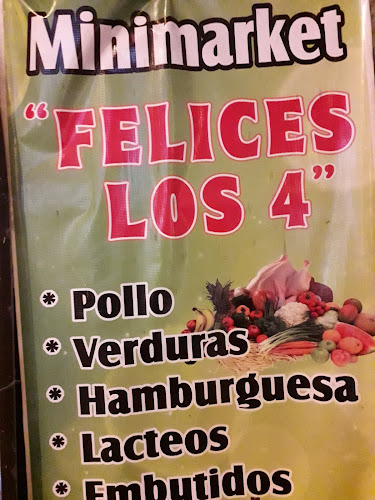 Minimarket
"FELICES
LOS 4"
* Pollo
* Verduras
* Hamburguesa
* Lacteos
* Embutidos